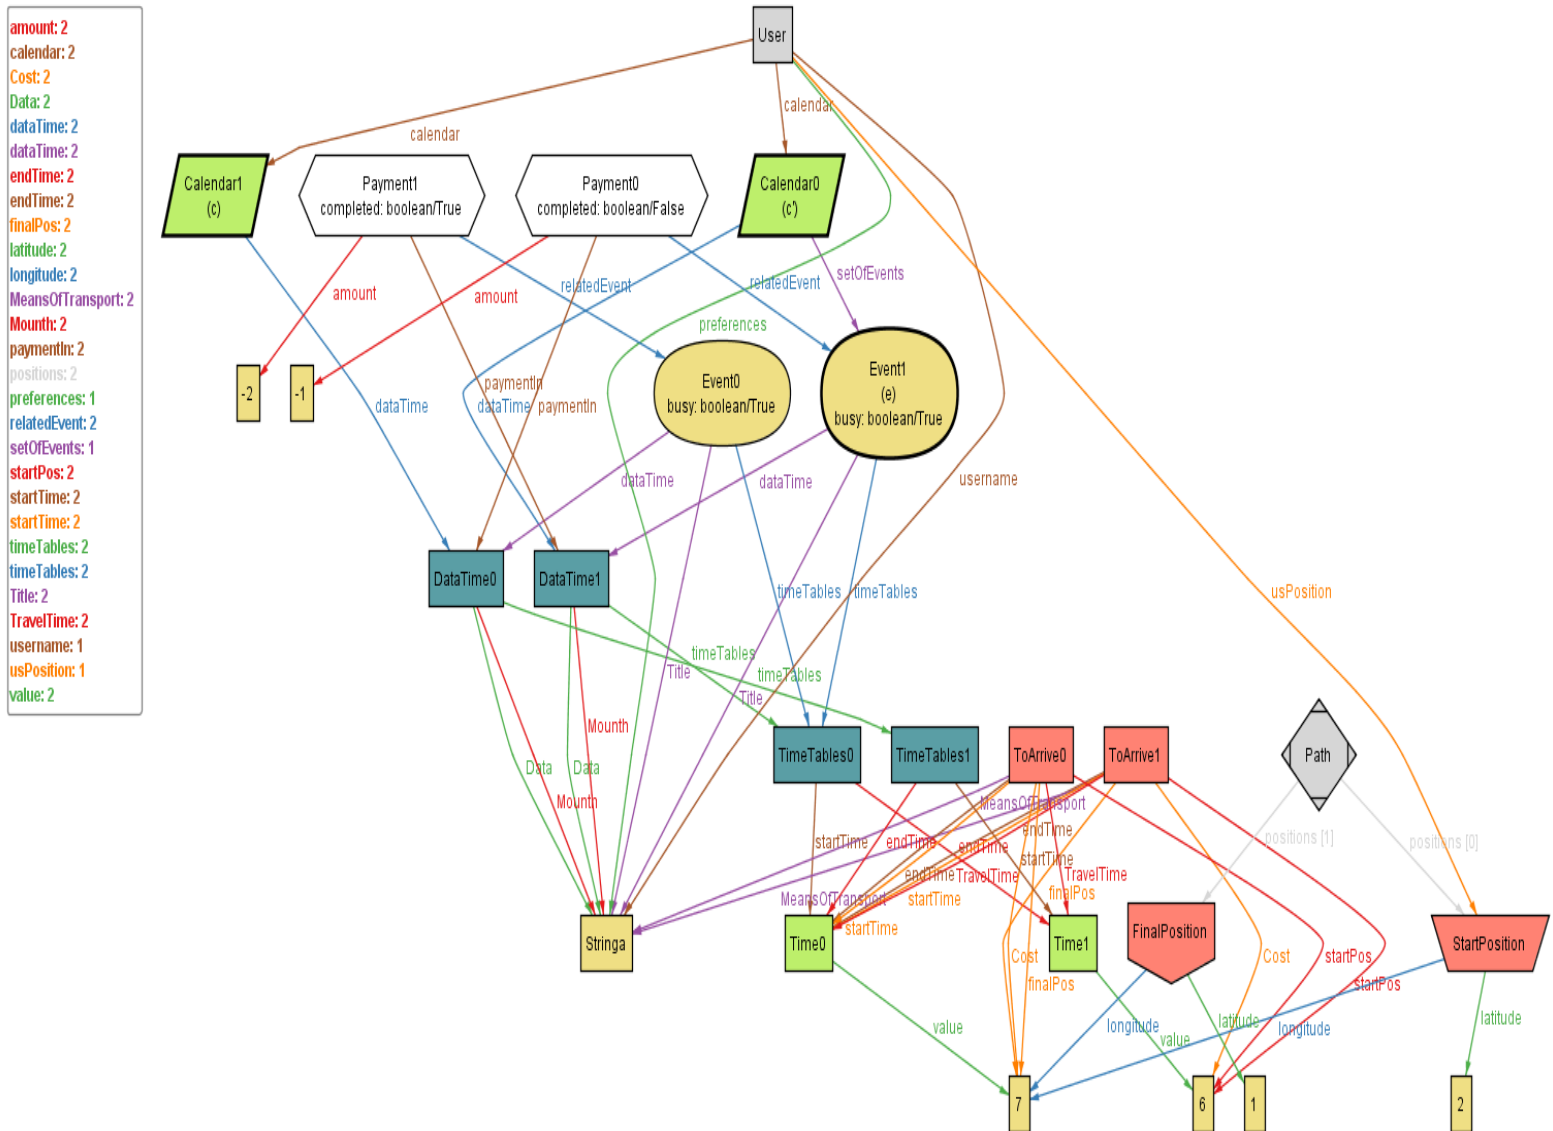 amount: 2
calendar: 2
Cost: 2
Data: 2
dataTime: 2
dataTime: 2
endTime: 2
endTime: 2
finalPos: 2
latitude: 2
longitude: 2
MeansOfTransport: 2
Mounth: 2
paymentIn: 2
positions: 2
preferences: 1
relatedEvent: 2
setOfEvents: 1
startPos: 2
startTime: 2
startTime: 2
timeTables: 2
timeTables: 2
Title: 2
TravelTime: 2
username: 1
usPosition: 1
value: 2
User
calendar
calendar
Calendar1
(c)
Payment1
completed: boolean/True
Payment0
completed: boolean/False
Calendar0
(c')
amount
amount
relatedEvent
relatedEvent
setOfEvents
preferences
-2
-1
dataTime
paymentIn
dataTime
paymentIn
Event0
busy: boolean/True
Event1
(e)
busy: boolean/True
dataTime
dataTime
username
DataTime0
DataTime1
timeTables
timeTables
usPosition
timeTables
timeTables
Title
Title
Mounth
Data
Data
Mounth
TimeTables0
TimeTables1
ToArrive0
ToArrive1
Path
MeansOfTransport
endTime
startTime
endTime
endTime
startTime
positions [1]
positions [0]
endTime
TravelTime
TravelTime
MeansOfTransport
startTime
finalPos
startTime
Stringa
Time0
Time1
FinalPosition
StartPosition
Cost
finalPos
Cost
startPos
startPos
value
longitude
value
latitude
longitude
latitude
7
6
1
2